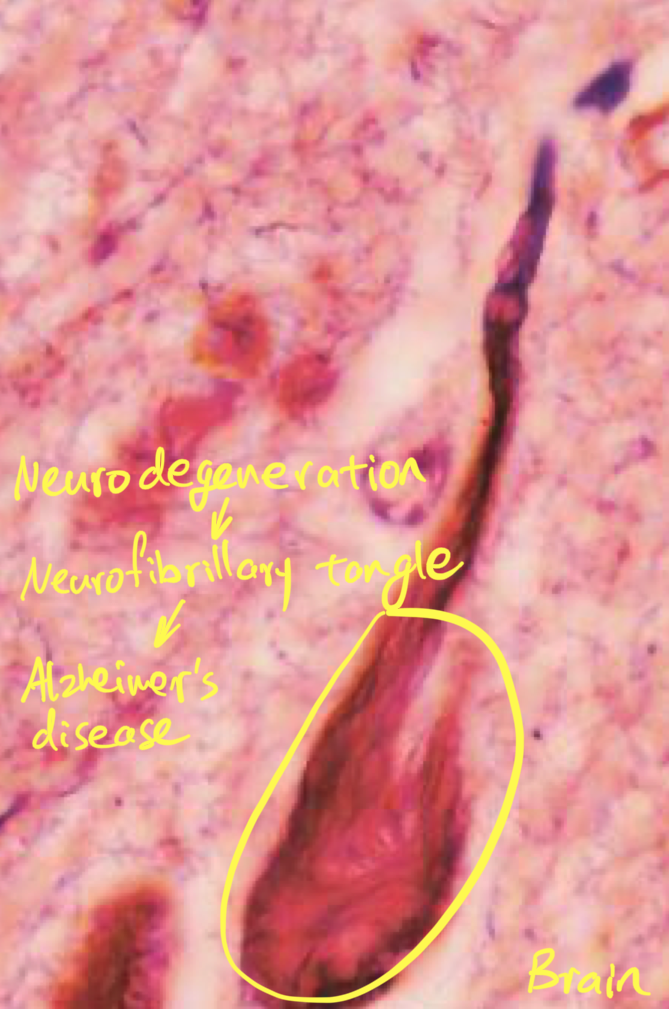 Neurodegeneration
Neurofibrillary tongle
Alzheimer's
disease
Brain